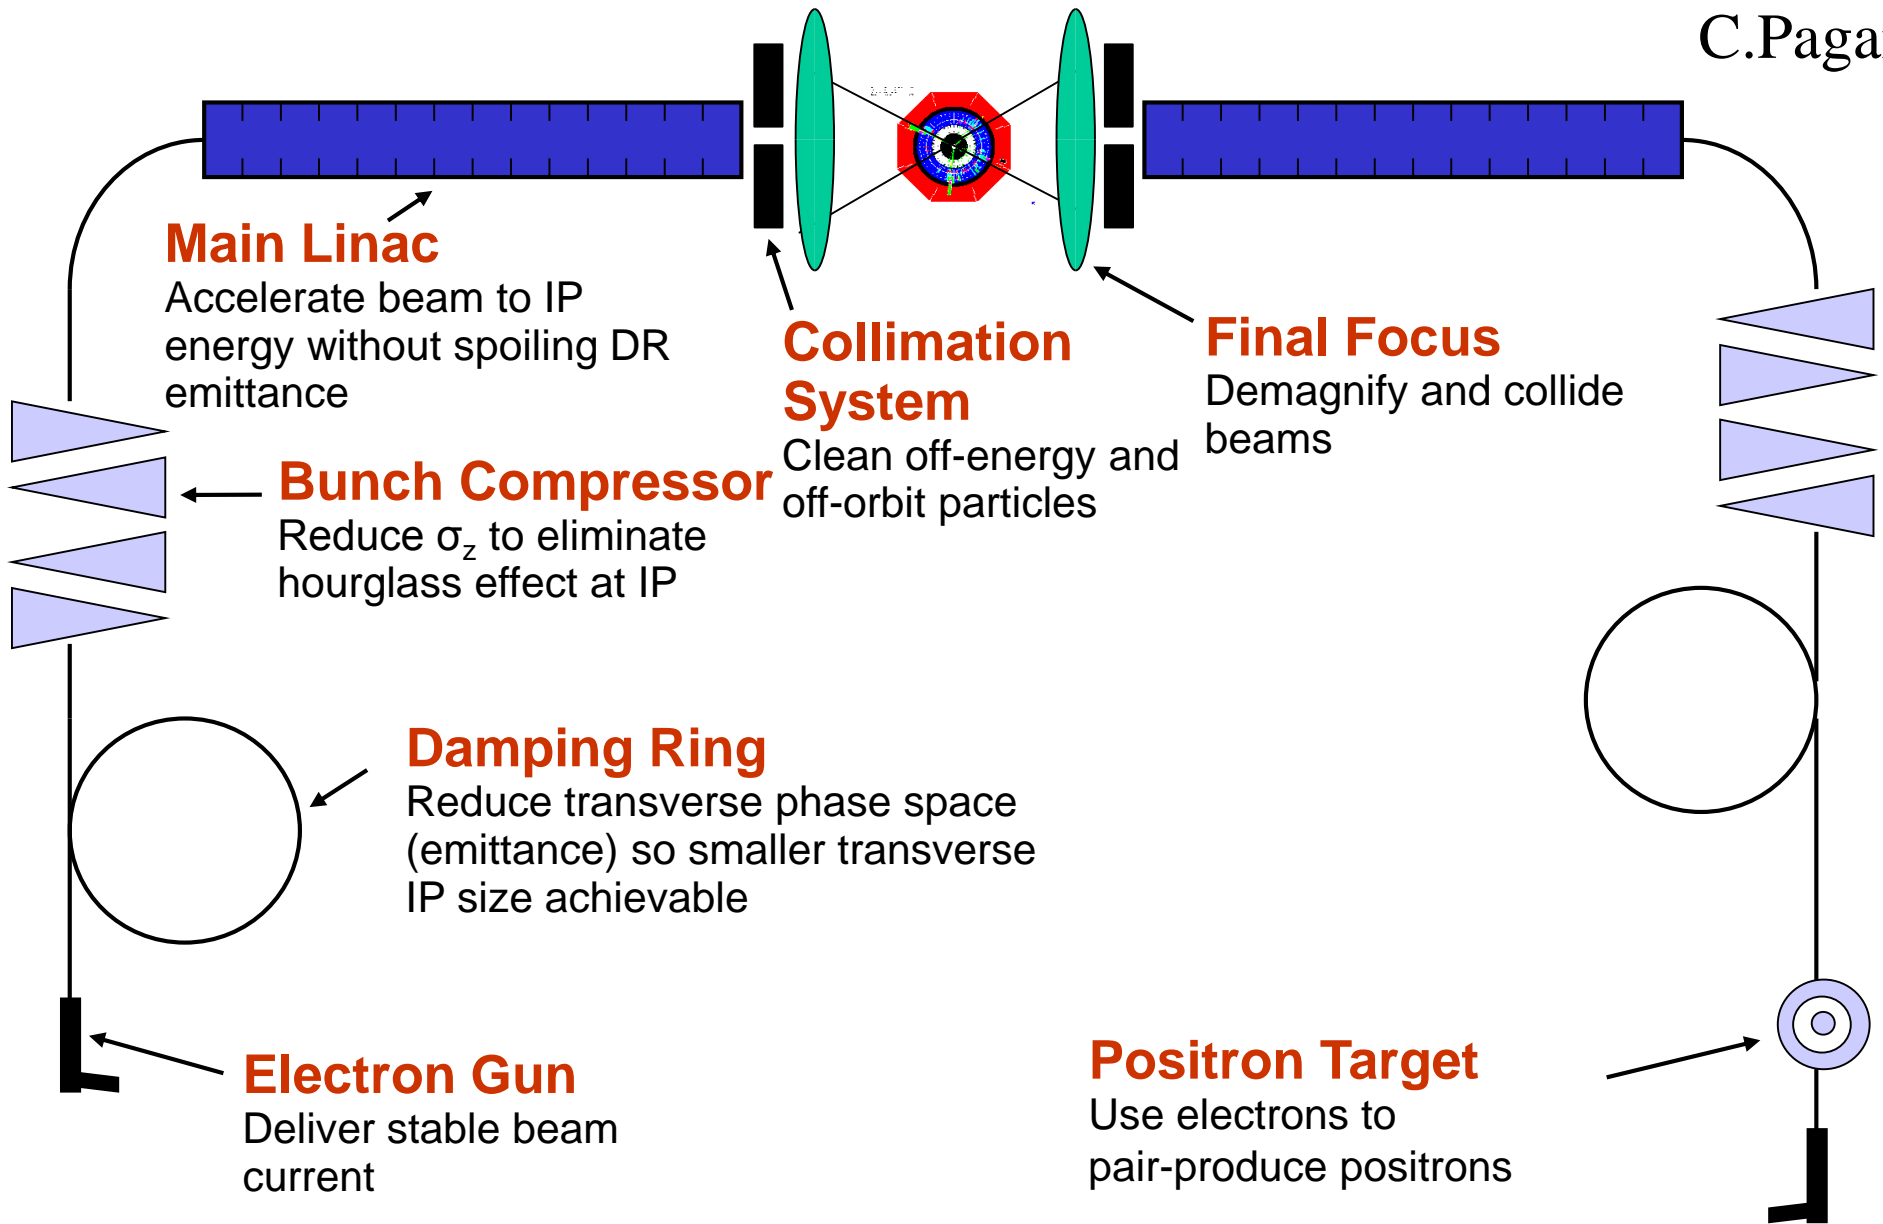 C.Paga
Main Linac
Accelerate beam to IP
energy without spoiling DR
emittance
Collimation
System
Clean off-energy and
off-orbit particles
Final Focus
Demagnify and collide
beams
Bunch Compressor
Reduce σz to eliminate
hourglass effect at IP
Damping Ring
Reduce transverse phase space
(emittance) so smaller transverse
IP size achievable
Electron Gun
Deliver stable beam
current
Positron Target
Use electrons to
pair-produce positrons